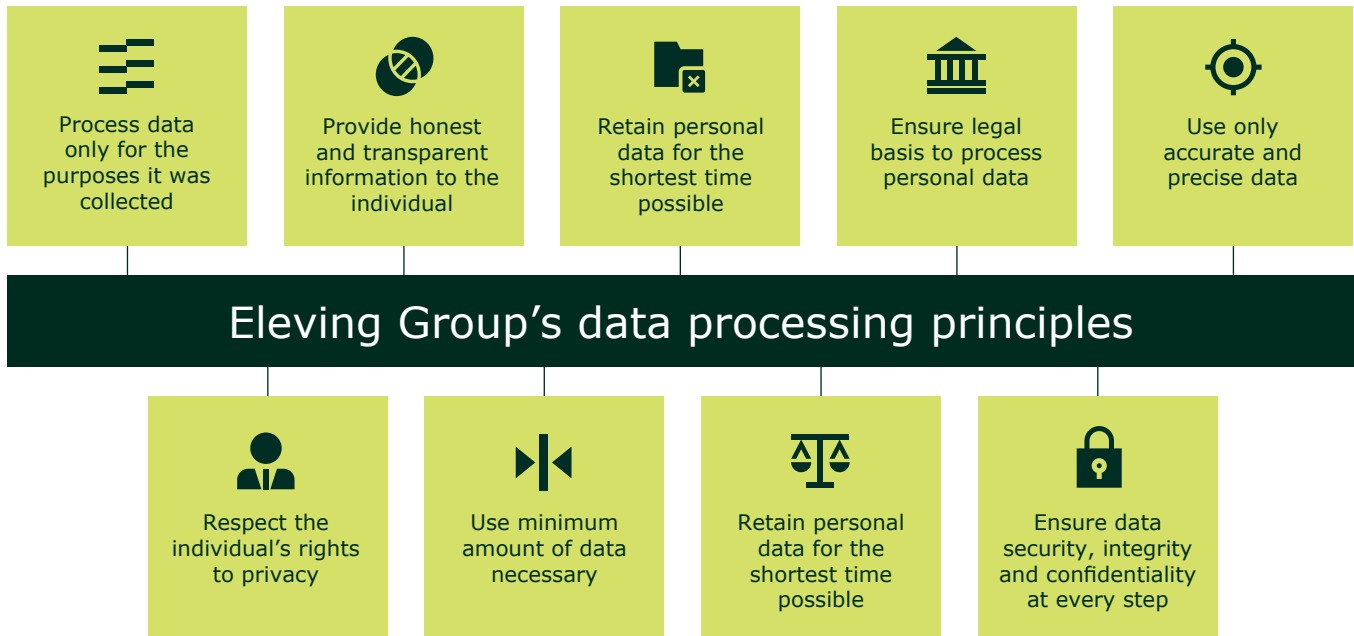 Process data
only for the
purposes it was
collected
Provide honest
and transparent
information to the
individual
Retain personal
data for the
shortest time
possible
Ensure legal
basis to process
personal data
Use only
accurate and
precise data
Eleving Group’s data processing principles
Respect the
individual’s rights
to privacy
Use minimum
amount of data
necessary
Retain personal
data for the
shortest time
possible
Ensure data
security, integrity
and confidentiality
at every step